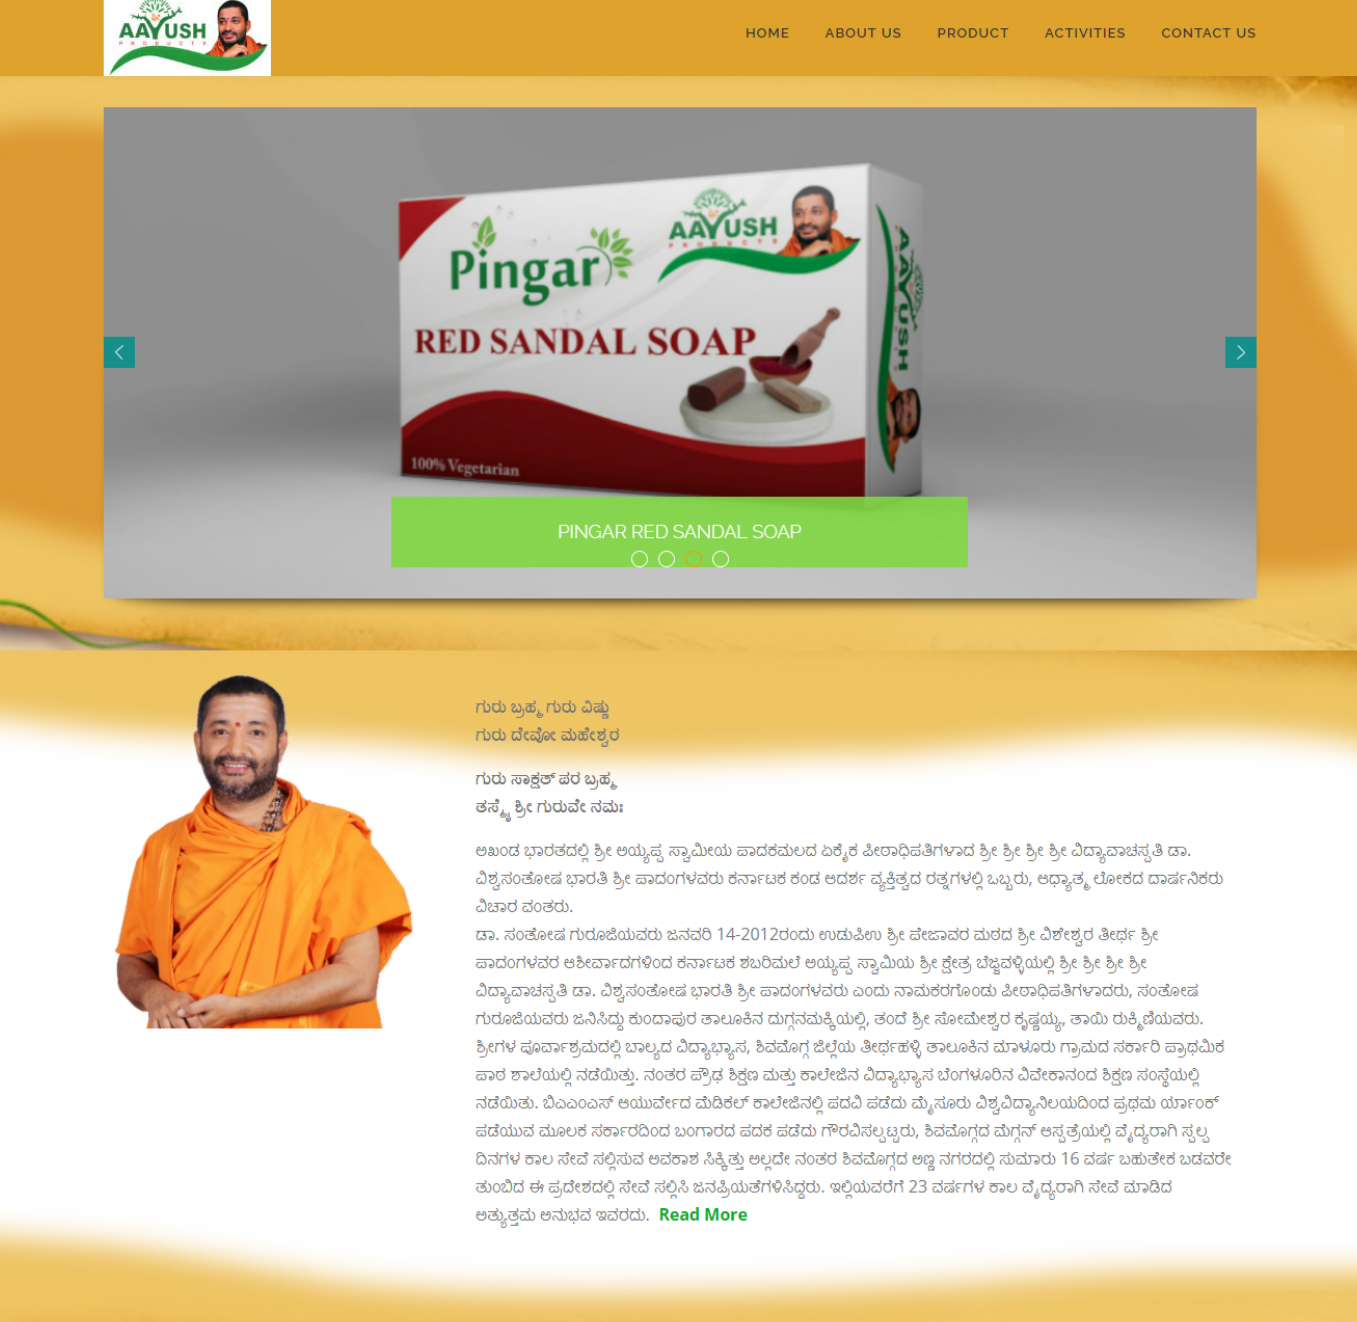 AAYUSH
PRODUCTS
HOME
ABOUT US
PRODUCT
ACTIVITIES
CONTACT US
Pingar
AAYUSH
PRODUCTS
RED SANDAL SOAP
100% Vegetarian
AAYUSH
PINGAR RED SANDAL SOAP
ಗುರು ಬ್ರಹ್ಮ ಗುರು ವಿಷ್ಣು
ಗುರು ದೇವೋ ಮಹೇಶ್ವರ
ಗುರು ಸಾಕ್ಷತ್ ಪರ ಬ್ರಹ್ಮ
ತಸ್ಮೈ ಶ್ರೀ ಗುರುವೇ ನಮಃ
ಅಖಂಡ ಭಾರತದಲ್ಲಿ ಶ್ರೀ ಅಯ್ಯಪ್ಪ ಸ್ವಾಮೀಯ ಪಾದಕಮಲದ ಏಕೈಕ ಪೀಠಾಧಿಪತಿಗಳಾದ ಶ್ರೀ ಶ್ರೀ ಶ್ರೀ ಶ್ರೀ ವಿದ್ಯಾವಾಚಸ್ಪತಿ ಡಾ.
ವಿಶ್ವಸಂತೋಷ ಭಾರತಿ ಶ್ರೀ ಪಾದಂಗಳವರು ಕರ್ನಾಟಕ ಕಂಡ ಆದರ್ಶ ವ್ಯಕ್ತಿತ್ವದ ರತ್ನಗಳಲ್ಲಿ ಒಬ್ಬರು, ಆಧ್ಯಾತ್ಮ ಲೋಕದ ದಾರ್ಷನಿಕರು
ವಿಚಾರ ವಂತರು.
ಡಾ. ಸಂತೋಷ ಗುರೂಜಿಯವರು ಜನವರಿ 14-2012ರಂದು ಉಡುಪಿಉ ಶ್ರೀ ಪೇಜಾವರ ಮಠದ ಶ್ರೀ ವಿಶೇಶ್ವರ ತೀರ್ಥ ಶ್ರೀ
ಪಾದಂಗಳವರ ಆಶೀರ್ವಾದಗಳಿಂದ ಕರ್ನಾಟಕ ಶಬರಿಮಲೆ ಅಯ್ಯಪ್ಪ ಸ್ವಾಮಿಯ ಶ್ರೀ ಕ್ಷೇತ್ರ ಬೆಜ್ಜವಳ್ಳಿಯಲ್ಲಿ ಶ್ರೀ ಶ್ರೀ ಶ್ರೀ ಶ್ರೀ
ವಿದ್ಯಾವಾಚಸ್ಪತಿ ಡಾ. ವಿಶ್ವಸಂತೋಷ ಭಾರತಿ ಶ್ರೀ ಪಾದಂಗಳವರು ಎಂದು ನಾಮಕರಗೊಂಡು ಪೀಠಾಧಿಪತಿಗಳಾದರು, ಸಂತೋಷ
ಗುರೂಜಿಯವರು ಜನಿಸಿದ್ದು ಕುಂದಾಪುರ ತಾಲೂಕಿನ ದುಗ್ಗನಮಕ್ಕಿಯಲ್ಲಿ, ತಂದೆ ಶ್ರೀ ಸೋಮೇಶ್ವರ ಕೃಷ್ಣಯ್ಯ, ತಾಯಿ ರುಕ್ಮಿಣಿಯವರು.
ಶ್ರೀಗಳ ಪೂರ್ವಾಶ್ರಮದಲ್ಲಿ ಬಾಲ್ಯದ ವಿದ್ಯಾಭ್ಯಾಸ, ಶಿವಮೊಗ್ಗ ಜಿಲ್ಲೆಯ ತೀರ್ಥಹಳ್ಳಿ ತಾಲೂಕಿನ ಮಾಳೂರು ಗ್ರಾಮದ ಸರ್ಕಾರಿ ಪ್ರಾಥಮಿಕ
ಪಾಠ ಶಾಲೆಯಲ್ಲಿ ನಡೆಯಿತು. ನಂತರ ಪ್ರೌಢ ಶಿಕ್ಷಣ ಮತ್ತು ಕಾಲೇಜಿನ ವಿದ್ಯಾಭ್ಯಾಸ ಬೆಂಗಳೂರಿನ ವಿವೇಕಾನಂದ ಶಿಕ್ಷಣ ಸಂಸ್ಥೆಯಲ್ಲಿ
ನಡೆಯಿತು. ಬಿಎಎಂಎಸ್ ಆಯುರ್ವೇದ ಮೆಡಿಕಲ್ ಕಾಲೇಜಿನಲ್ಲಿ ಪದವಿ ಪಡೆದು ಮೈಸೂರು ವಿಶ್ವವಿದ್ಯಾನಿಲಯದಿಂದ ಪ್ರಥಮ ರ್ಯಾಂಕ್
ಪಡೆಯುವ ಮೂಲಕ ಸರ್ಕಾರದಿಂದ ಬಂಗಾರದ ಪದಕ ಪಡೆದು ಗೌರವಿಸಲ್ಪಟ್ಟರು, ಶಿವಮೊಗ್ಗದ ಮೆಗ್ಗನ್ ಆಸ್ಪತ್ರೆಯಲ್ಲಿ ವೈದ್ಯರಾಗಿ ಸ್ವಲ್ಪ
ದಿನಗಳ ಕಾಲ ಸೇವೆ ಸಲ್ಲಿಸುವ ಅವಕಾಶ ಸಿಕ್ಕಿತ್ತು ಅಲ್ಲದೇ ನಂತರ ಶಿವಮೊಗ್ಗದ ಅಣ್ಣ ನಗರದಲ್ಲಿ ಸುಮಾರು 16 ವರ್ಷ ಬಹುತೇಕ ಬಡವರೇ
ತುಂಬಿದ ಈ ಪ್ರದೇಶದಲ್ಲಿ ಸೇವೆ ಸಲ್ಲಿಸಿ ಜನಪ್ರಿಯತೆಗಳಿಸಿದ್ದರು. ಇಲ್ಲಿಯವರೆಗೆ 23 ವರ್ಷಗಳ ಕಾಲ ವೈದ್ಯರಾಗಿ ಸೇವೆ ಮಾಡಿದ
ಅತ್ಯುತ್ತಮ ಅನುಭವ ಇವರದು. Read More